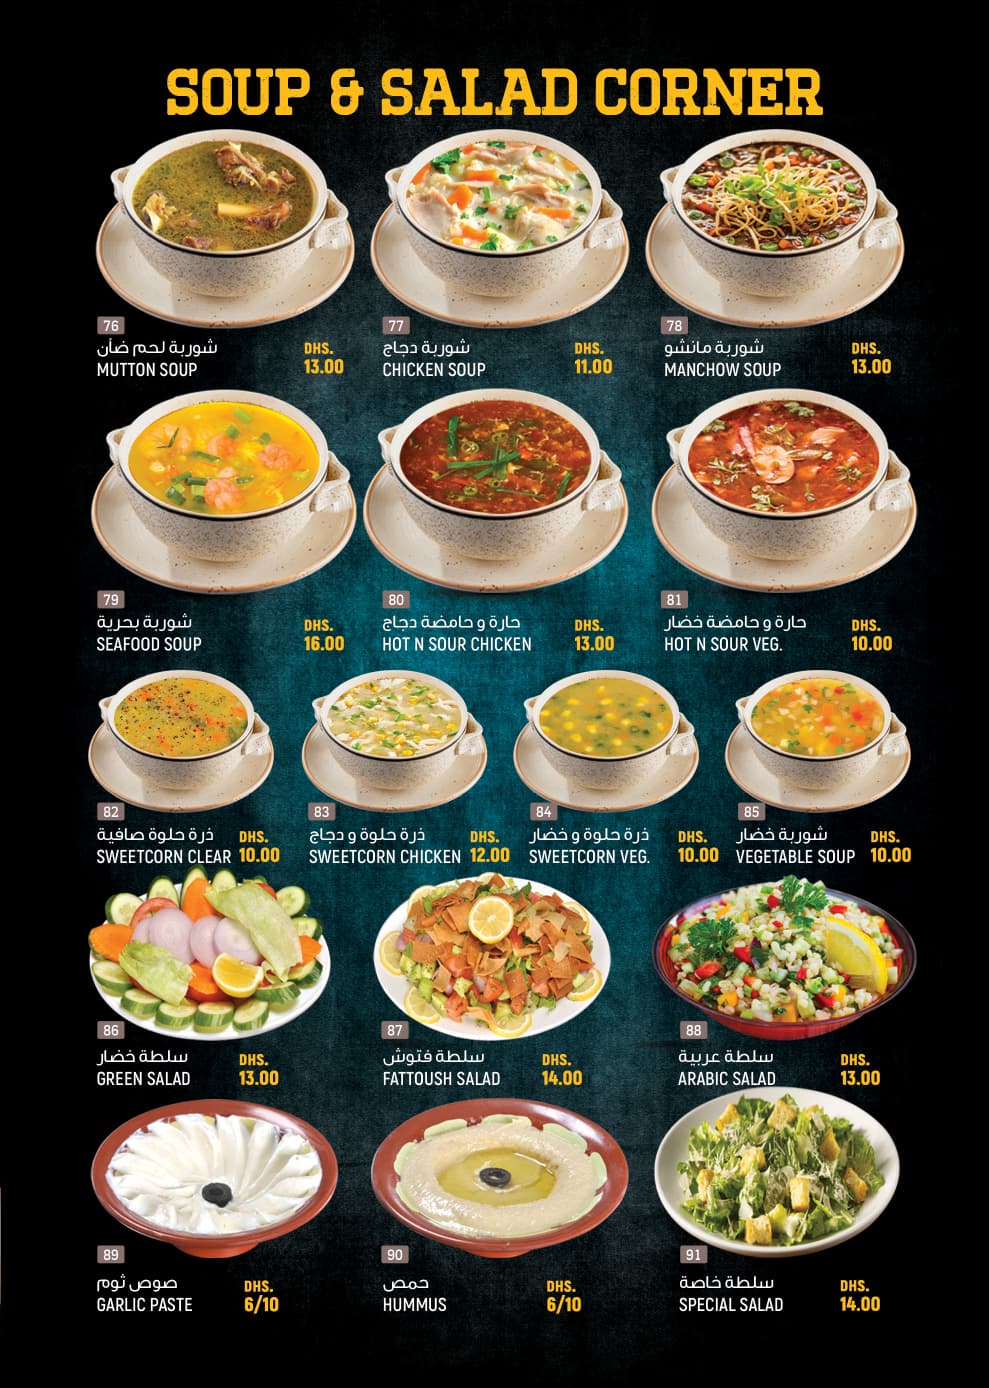 SOUP & SALAD CORNER
76
شوربة لحم ضأن
MUTTON SOUP
DHS.
13.00
77
شوربة دجاج
CHICKEN SOUP
DHS.
11.00
78
شوربة مانشو
MANCHOW SOUP
DHS.
13.00
79
شوربة بحرية
SEAFOOD SOUP
DHS.
16.00
80
حارة و حامضة دجاج
HOT N SOUR CHICKEN
DHS.
13.00
81
حارة و حامضة خضار
HOT N SOUR VEG.
DHS.
10.00
82
ذرة حلوة صافية
SWEETCORN CLEAR
DHS.
10.00
83
ذرة حلوة و دجاج
SWEETCORN CHICKEN
DHS.
12.00
84
ذرة حلوة و خضار
SWEETCORN VEG.
DHS.
10.00
85
شوربة خضار
VEGETABLE SOUP
DHS.
10.00
86
سلطة خضار
GREEN SALAD
DHS.
13.00
87
سلطة فتوش
FATTOUSH SALAD
DHS.
14.00
88
سلطة عربية
ARABIC SALAD
DHS.
13.00
89
صوص ثوم
GARLIC PASTE
DHS.
6/10
90
حمص
HUMMUS
DHS.
6/10
91
سلطة خاصة
SPECIAL SALAD
DHS.
14.00